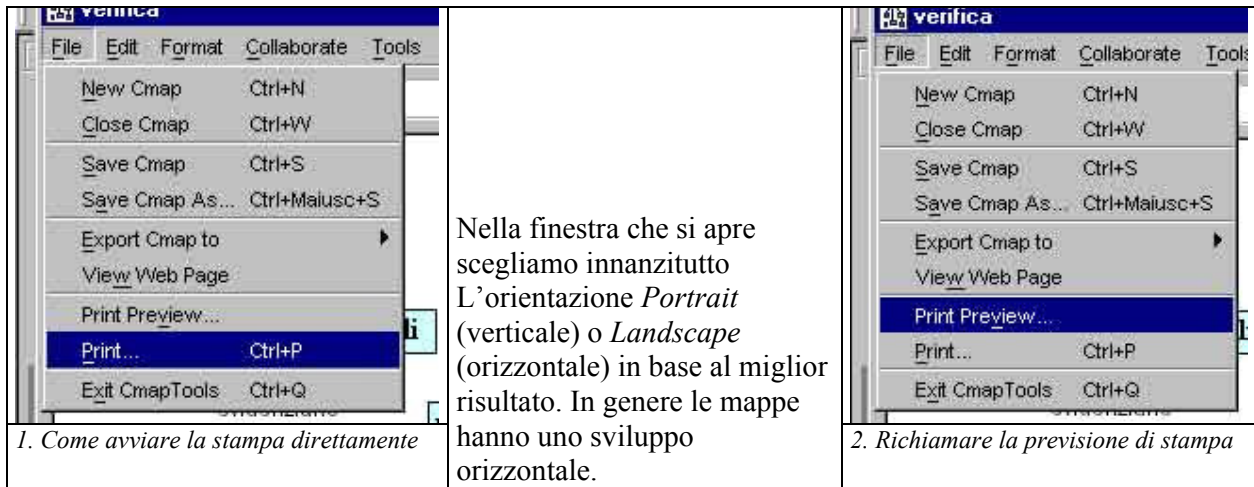 verifica
File Edit Format Collaborate Tools
New Cmap Ctrl+N
Close Cmap Ctrl+W
Save Cmap Ctrl+S
Save Cmap As... Ctrl+Maiusc+S
Export Cmap to
View Web Page
Print Preview...
Print... Ctrl+P
Exit CmapTools Ctrl+Q
li
1. Come avviare la stampa direttamente
Nella finestra che si apre
scegliamo innanzitutto
L’orientazione Portrait
(verticale) o Landscape
(orizzontale) in base al miglior
risultato. In genere le mappe
hanno uno sviluppo
orizzontale.
verifica
File Edit Format Collaborate Tools
New Cmap Ctrl+N
Close Cmap Ctrl+W
Save Cmap Ctrl+S
Save Cmap As... Ctrl+Maiusc+S
Export Cmap to
View Web Page
Print Preview...
Print... Ctrl+P
Exit CmapTools Ctrl+Q
2. Richiamare la previsione di stampa